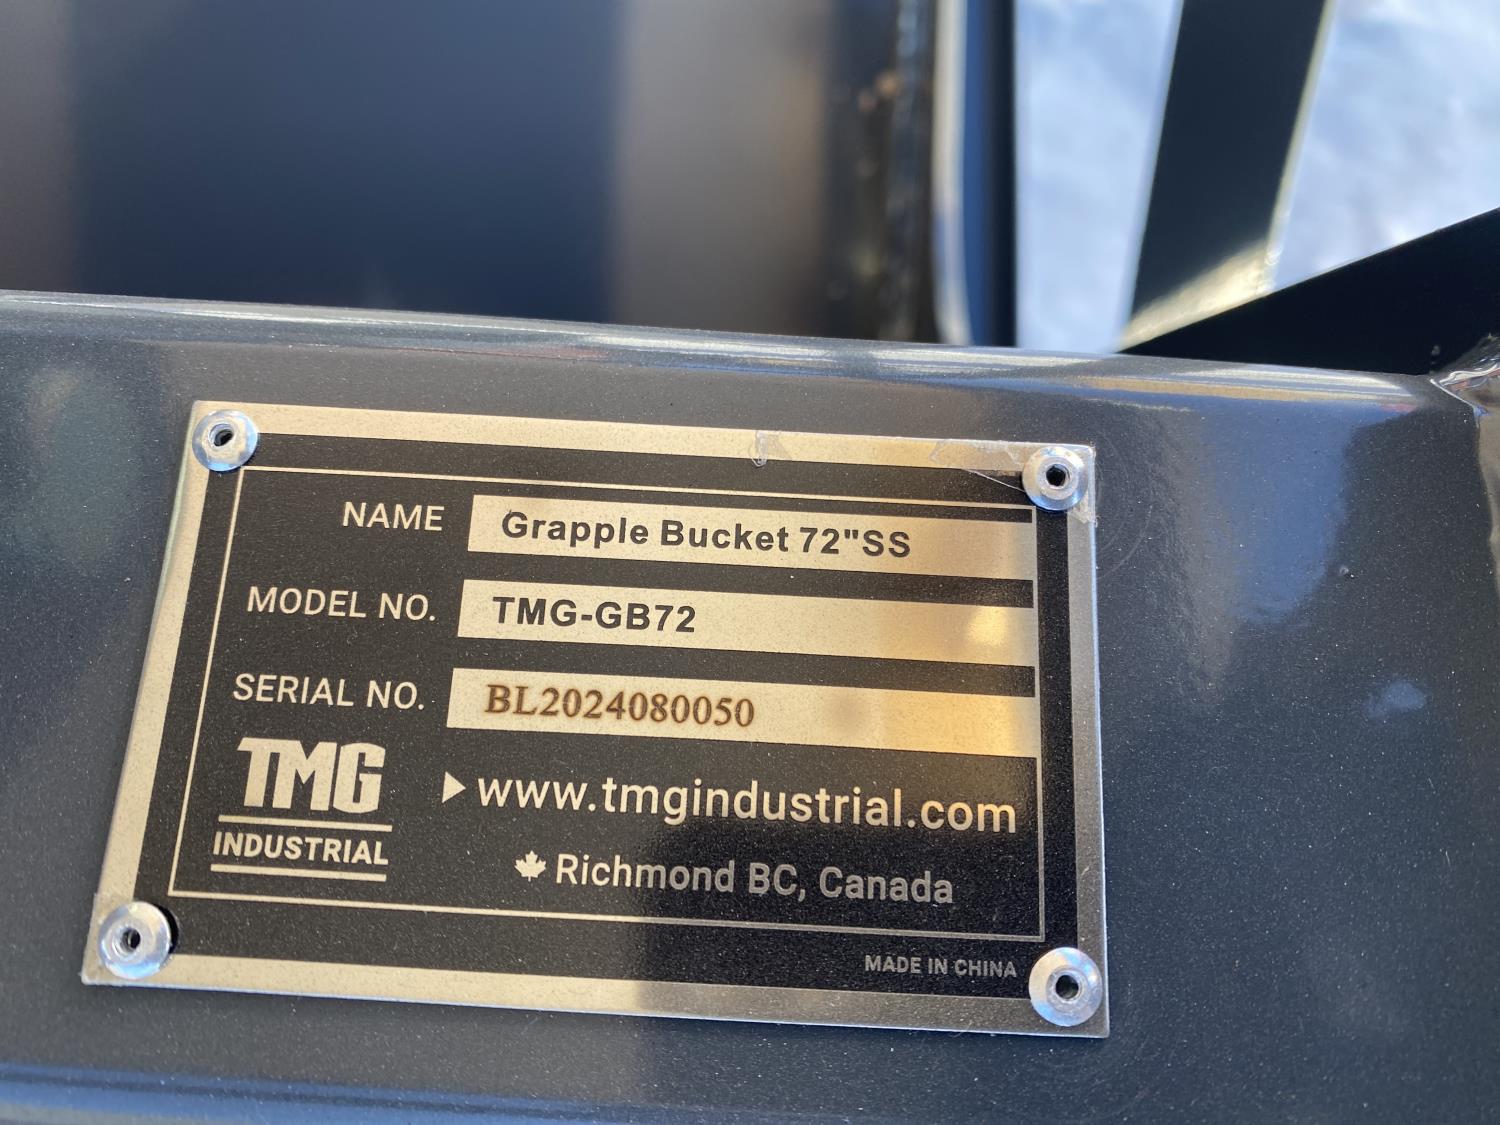 NAME Grapple Bucket 72"SS
MODEL NO. TMG-GB72
SERIAL NO. BL2024080050
TMG
INDUSTRIAL
www.tmgindustrial.com
Richmond BC, Canada
MADE IN CHINA